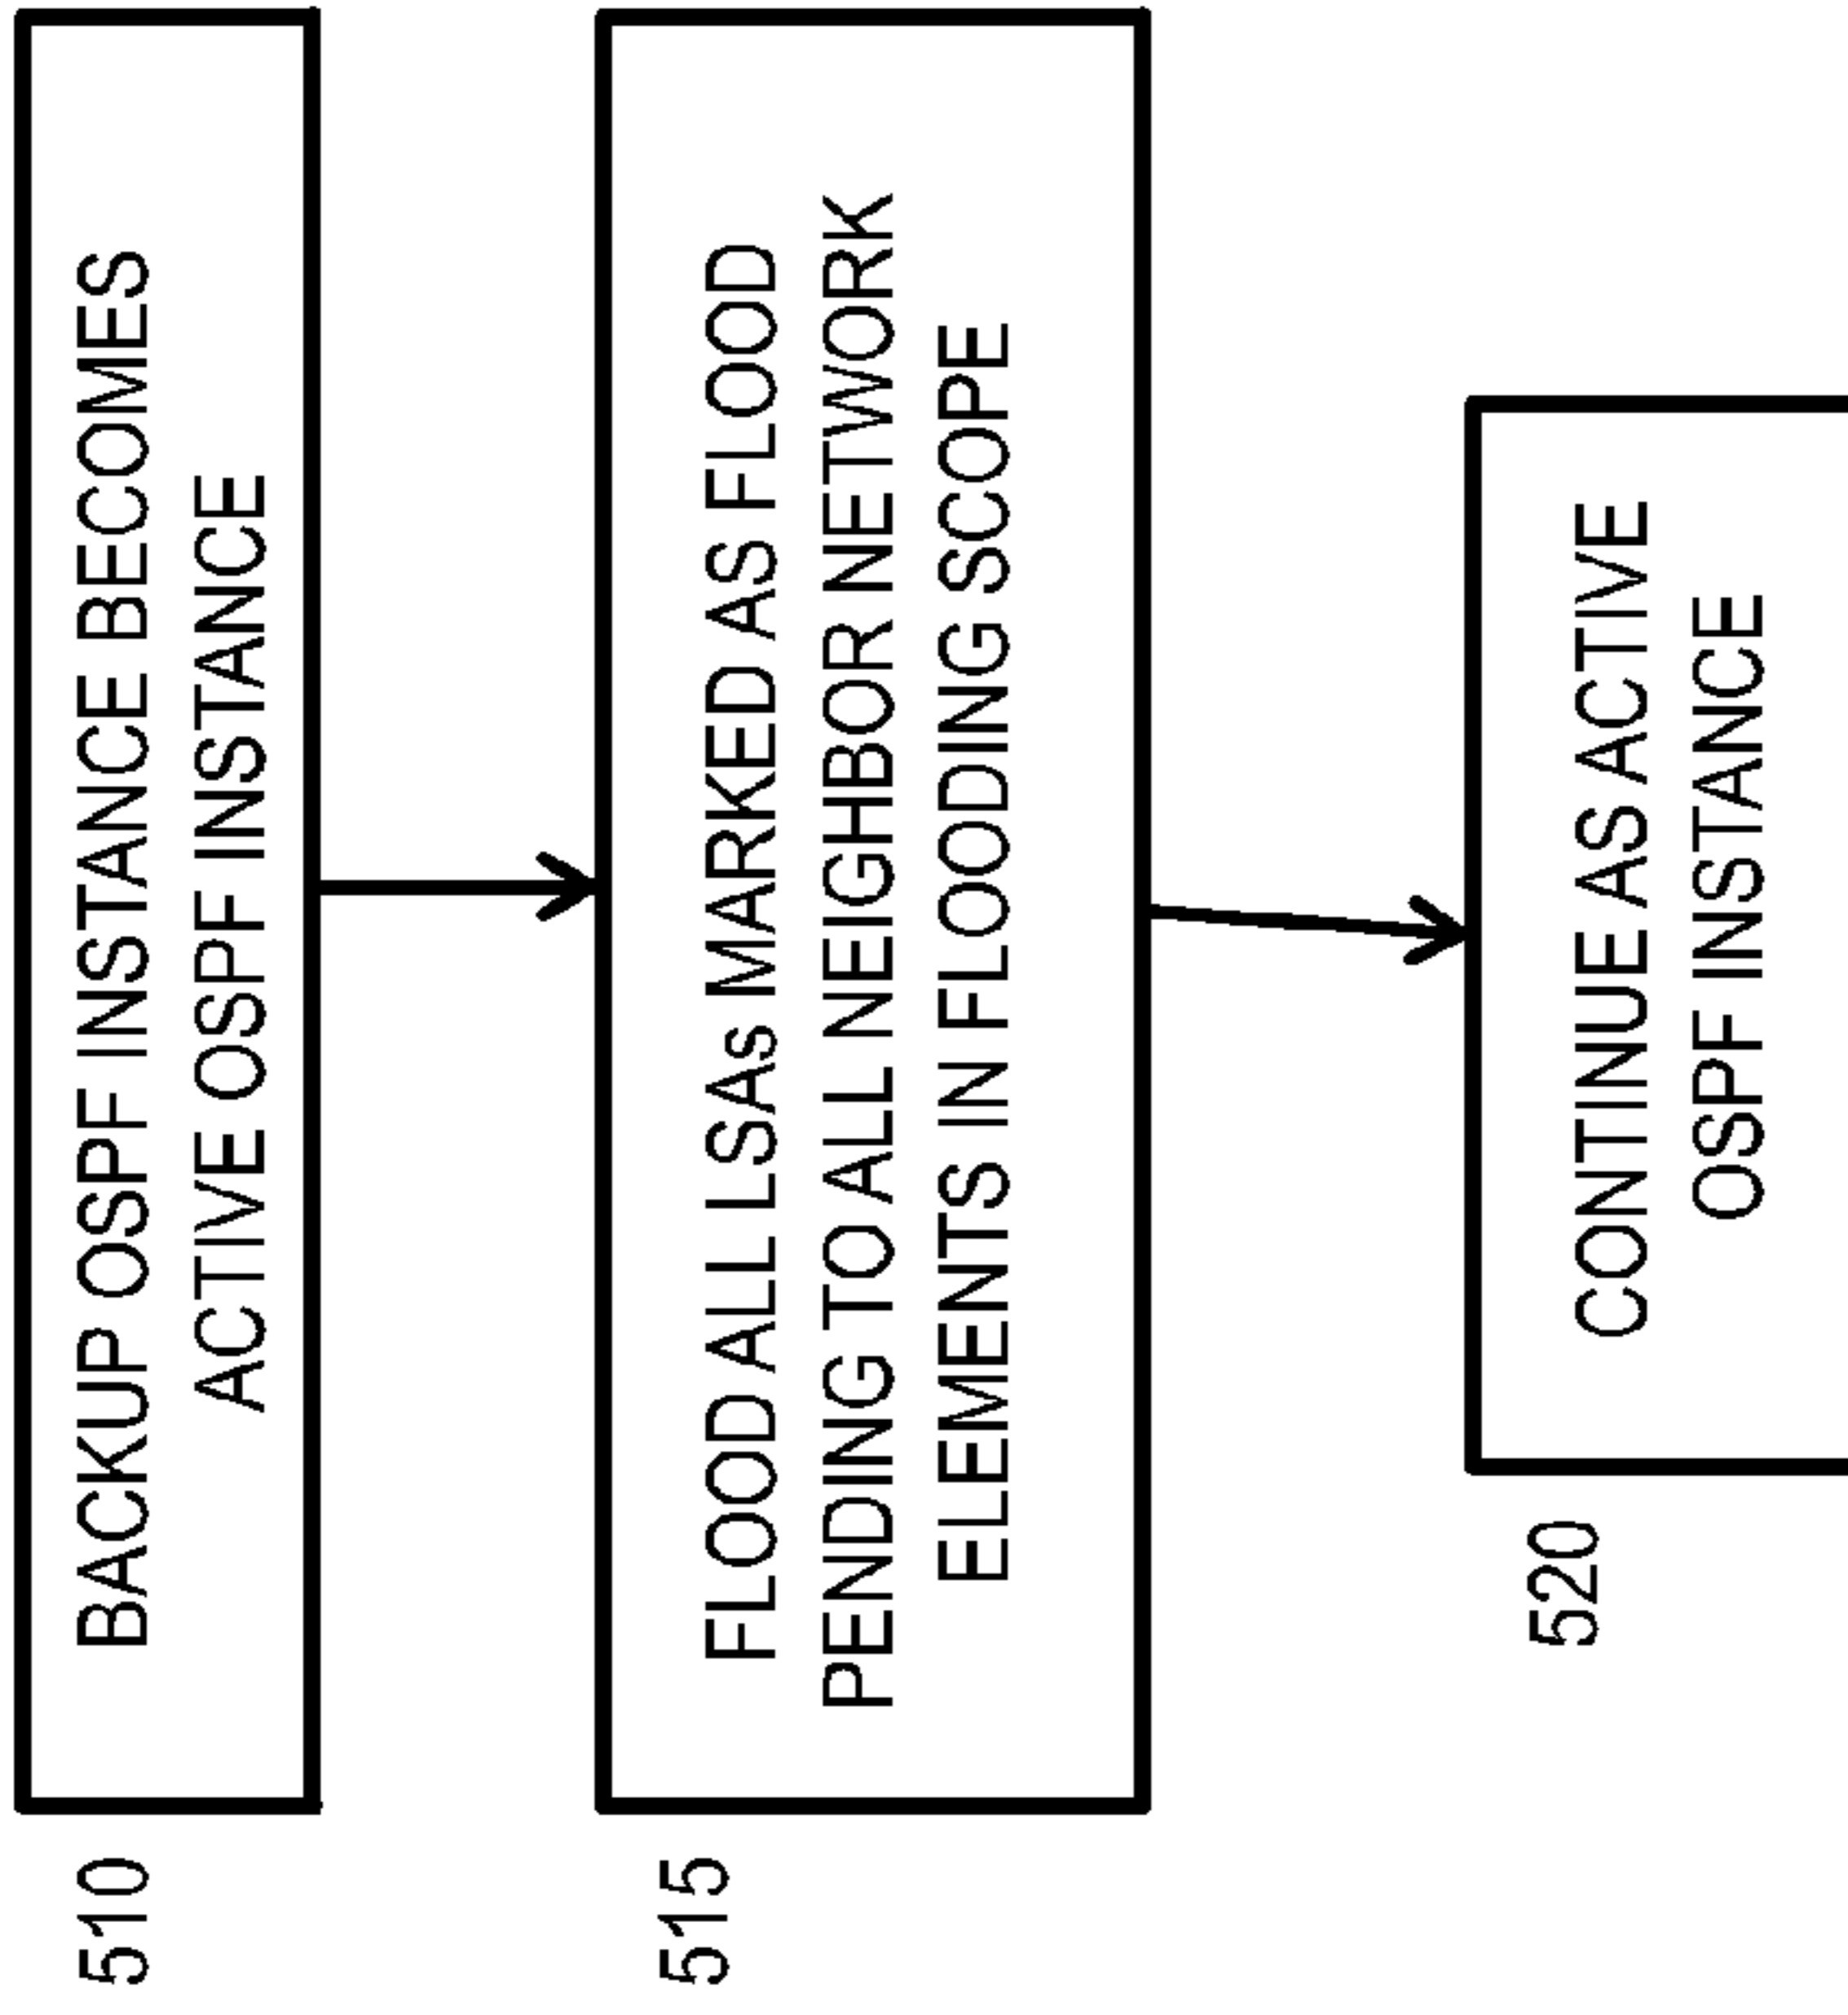 510
BACKUP OSPF INSTANCE BECOMES
ACTIVE OSPF INSTANCE
515
FLOOD ALL LSAs MARKED AS FLOOD
PENDING TO ALL NEIGHBOR NETWORK
ELEMENTS IN FLOODING SCOPE
520
CONTINUE AS ACTIVE
OSPF INSTANCE